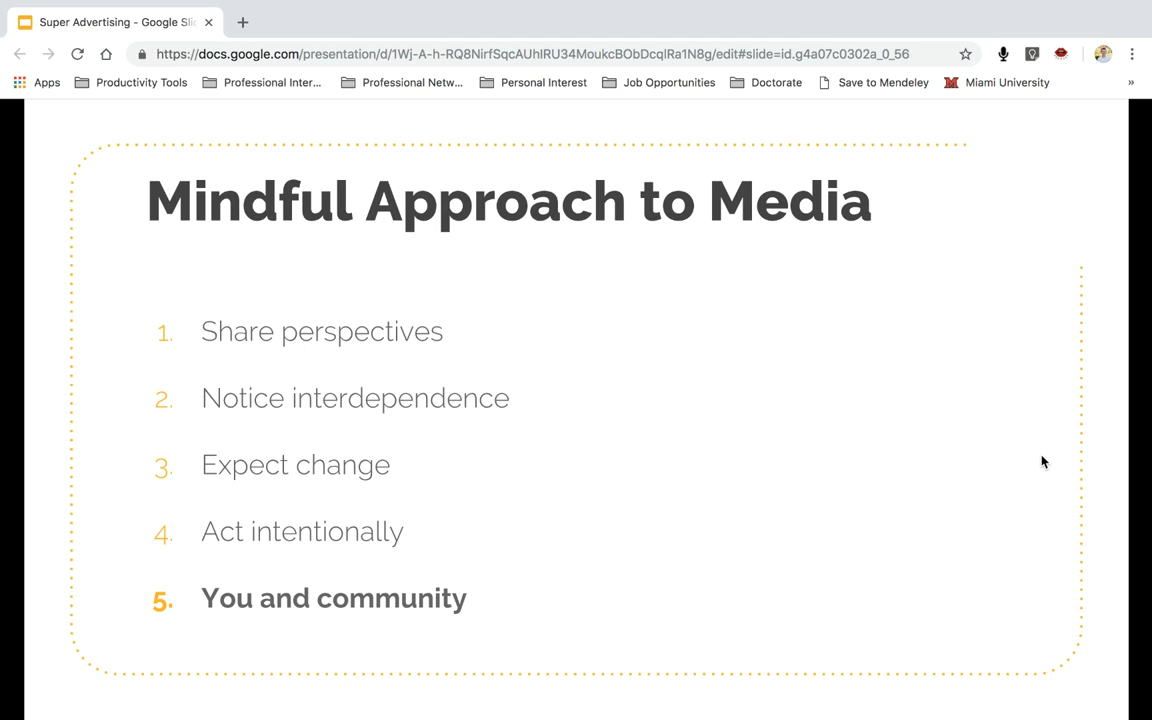 Super Advertising - Google Slic
https://docs.google.com/presentation/d/1Wj-A-h-RQ8NirfSqcAUhlRU34MoukcBObDcqlRa1N8g/edit#slide=id.g4a07c0302a_0_56
Apps Productivity Tools Professional Inter... Professional Netw... Personal Interest Job Opportunities Doctorate Save to Mendeley Miami University »
Mindful Approach to Media
1. Share perspectives
2. Notice interdependence
3. Expect change
4. Act intentionally
5. You and community